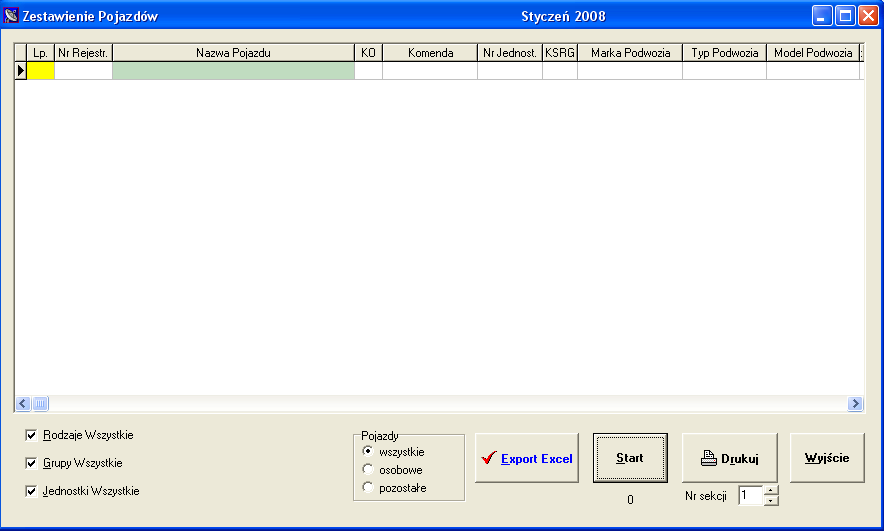 Zestawienie Pojazdów Styczeń 2008
Lp. Nr Rejestr. Nazwa Pojazdu KO Komenda Nr Jednost. KSRG Marka Podwozia Typ Podwozia Model Podwozia
Rodzaje Wszystkie
Grupy Wszystkie
Jednostki Wszystkie
Pojazdy
wszystkie
osobowe
pozostałe
Export Excel
Start
0
Drukuj
Nr sekcji 1
Wyjście